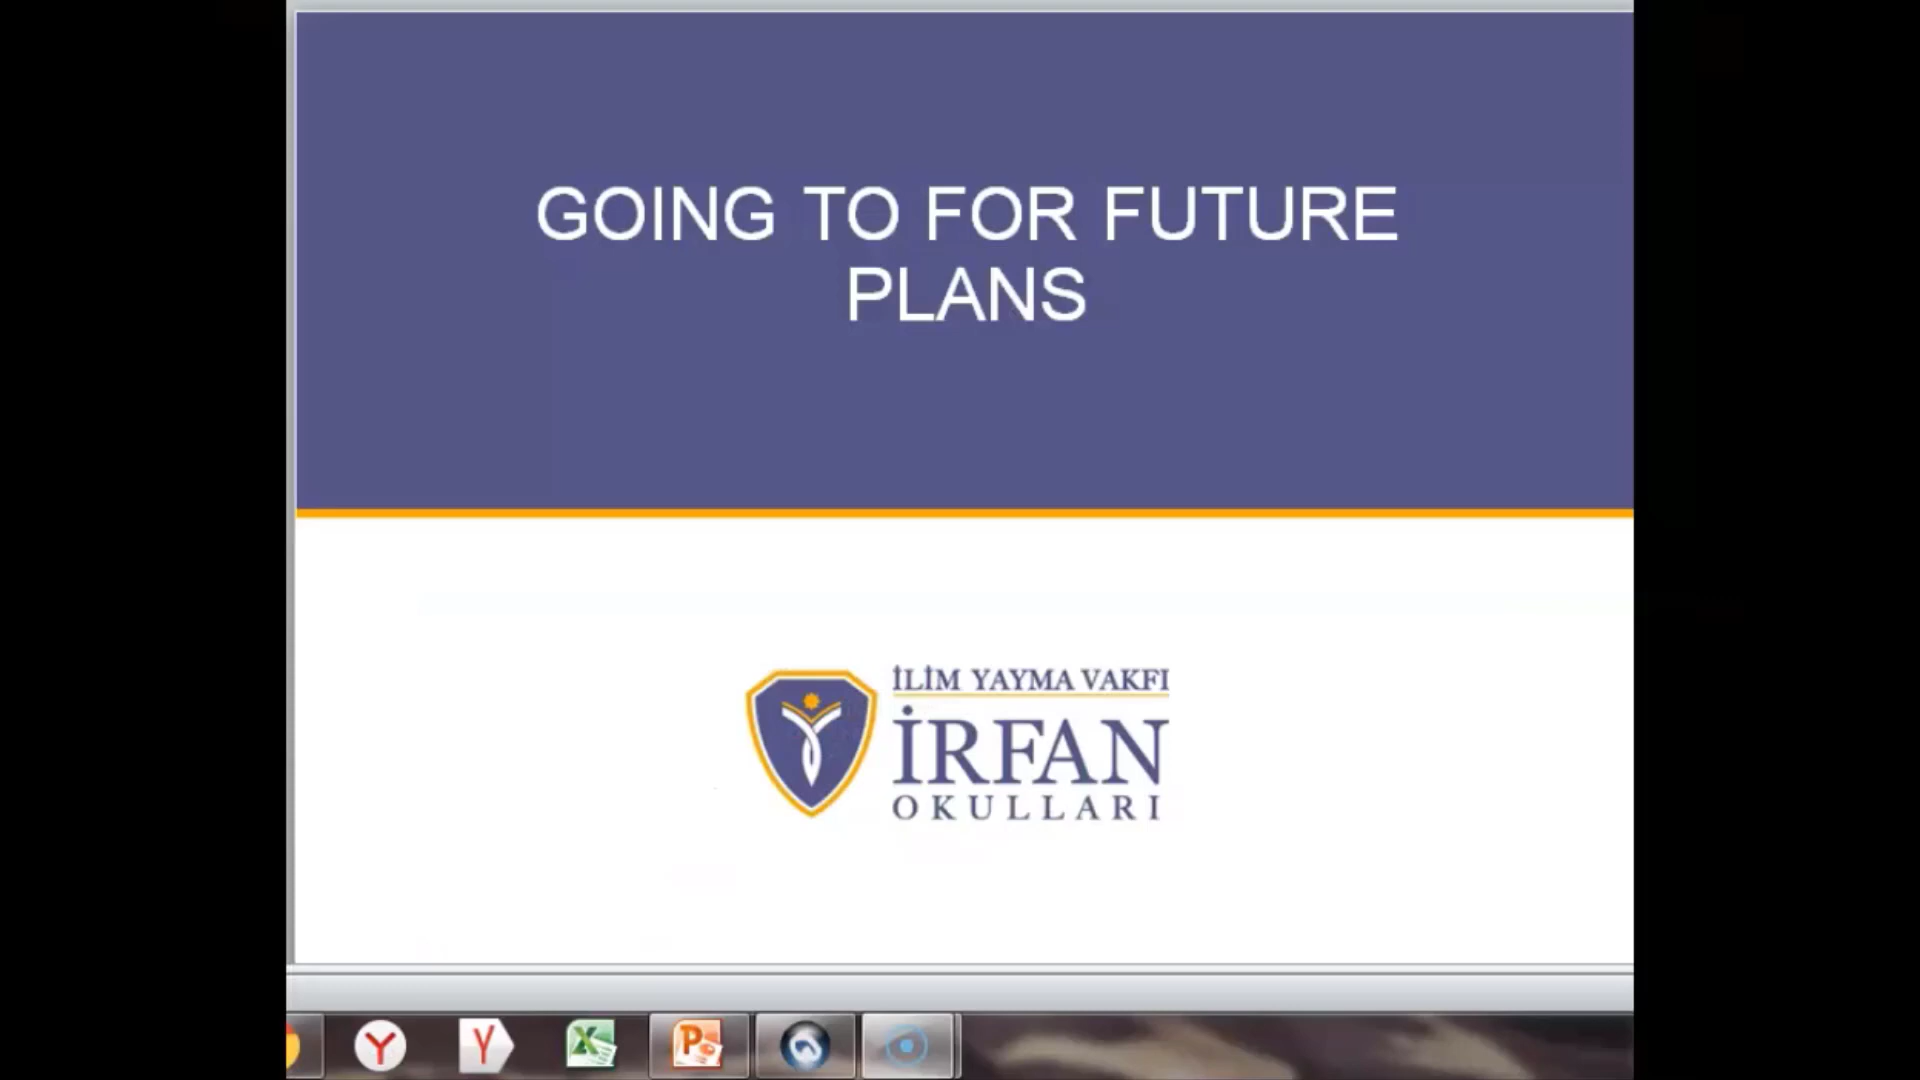 GOING TO FOR FUTURE
PLANS
İLİM YAYMA VAKFI
İRFAN
OKULLARI